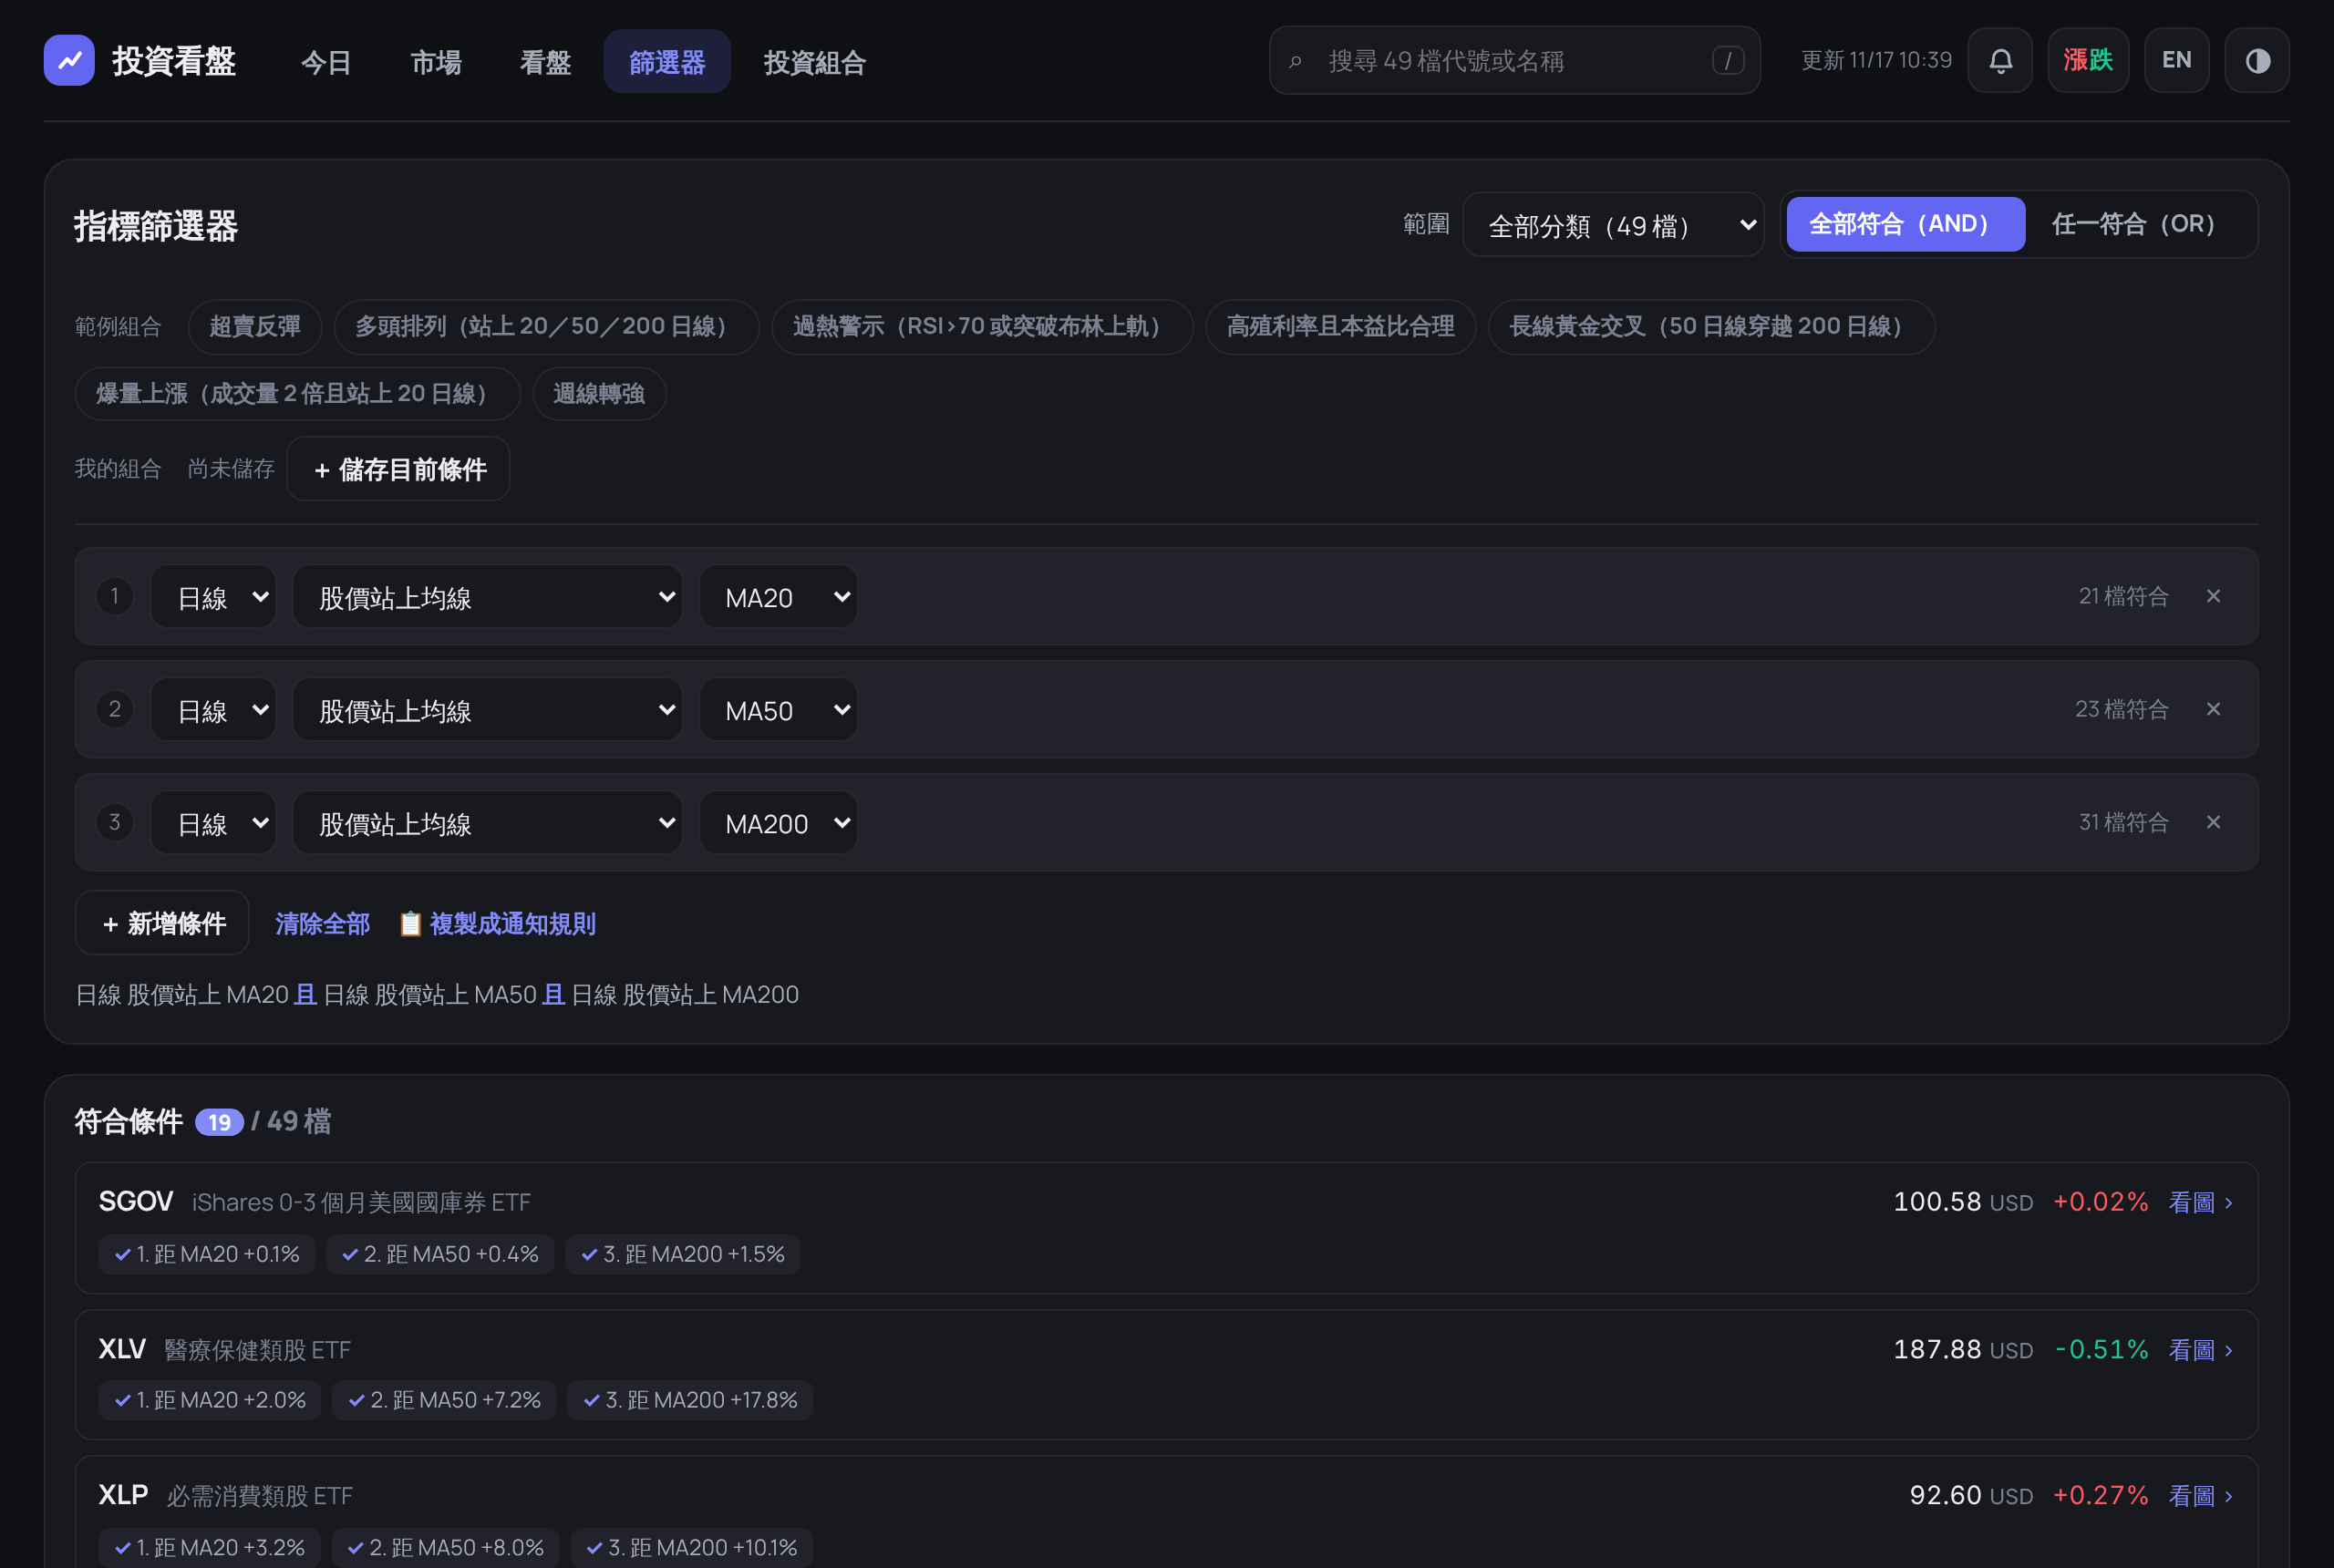 投資看盤 今日 市場 看盤 篩選器 投資組合 搜尋 49 檔代號或名稱 / 更新 11/17 10:39 漲跌 EN
指標篩選器 範圍 全部分類（49 檔） 全部符合（AND） 任一符合（OR）
範例組合 超賣反彈 多頭排列（站上 20／50／200 日線） 過熱警示（RSI>70 或突破布林上軌） 高殖利率且本益比合理 長線黃金交叉（50 日線穿越 200 日線）
爆量上漲（成交量 2 倍且站上 20 日線） 週線轉強
我的組合 尚未儲存 + 儲存目前條件
1 日線 股價站上均線 MA20 21 檔符合 ✕
2 日線 股價站上均線 MA50 23 檔符合 ✕
3 日線 股價站上均線 MA200 31 檔符合 ✕
+ 新增條件 清除全部 📋 複製成通知規則
日線 股價站上 MA20 且 日線 股價站上 MA50 且 日線 股價站上 MA200
符合條件 19 / 49 檔
SGOV iShares 0-3 個月美國國庫券 ETF 100.58 USD +0.02% 看圖 ›
✓ 1. 距 MA20 +0.1% ✓ 2. 距 MA50 +0.4% ✓ 3. 距 MA200 +1.5%
XLV 醫療保健類股 ETF 187.88 USD -0.51% 看圖 ›
✓ 1. 距 MA20 +2.0% ✓ 2. 距 MA50 +7.2% ✓ 3. 距 MA200 +17.8%
XLP 必需消費類股 ETF 92.60 USD +0.27% 看圖 ›
✓ 1. 距 MA20 +3.2% ✓ 2. 距 MA50 +8.0% ✓ 3. 距 MA200 +10.1%